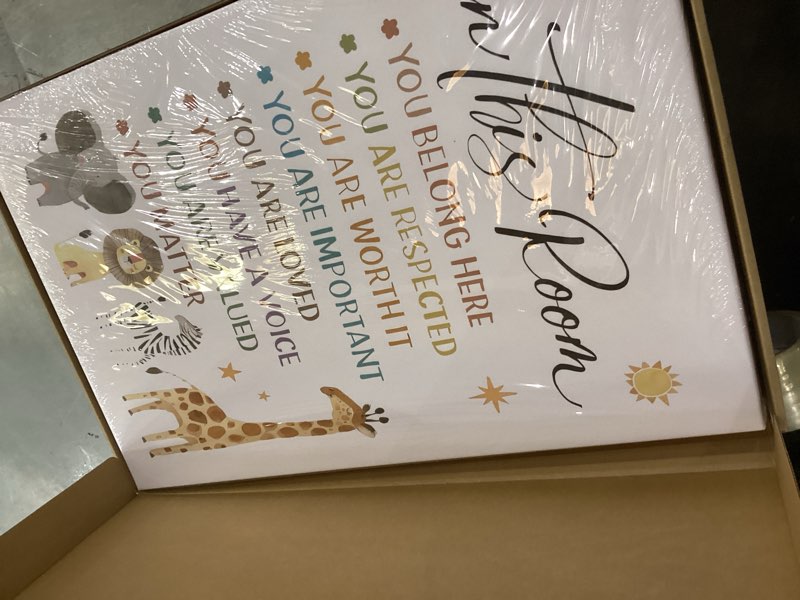 n This Room
YOU BELONG HERE
YOU ARE RESPECTED
YOU ARE WORTH IT
YOU ARE IMPORTANT
YOU ARE LOVED
YOU HAVE A VOICE
YOU ARE VALUED
YOU MATTER